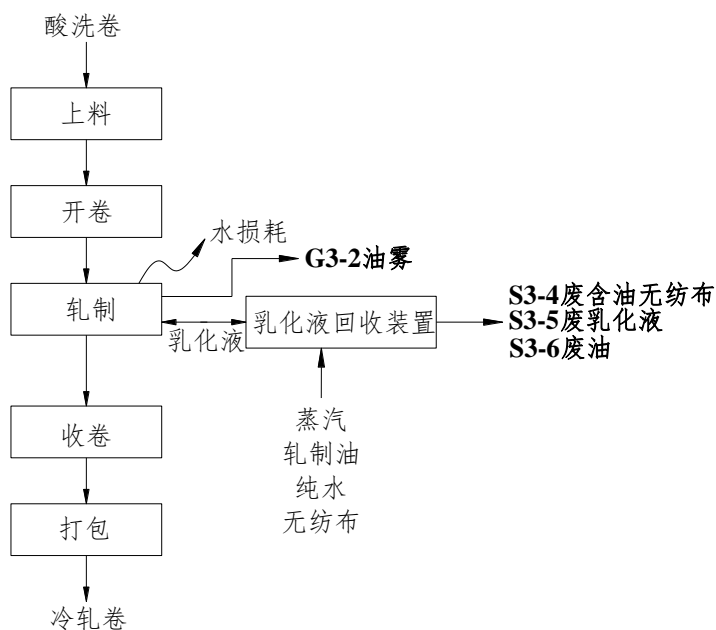 酸洗卷
上料
开卷
水损耗
G3-2油雾
轧制
乳化液
乳化液回收装置
S3-4废含油无纺布
S3-5废乳化液
S3-6废油
蒸汽
轧制油
纯水
无纺布
收卷
打包
冷轧卷